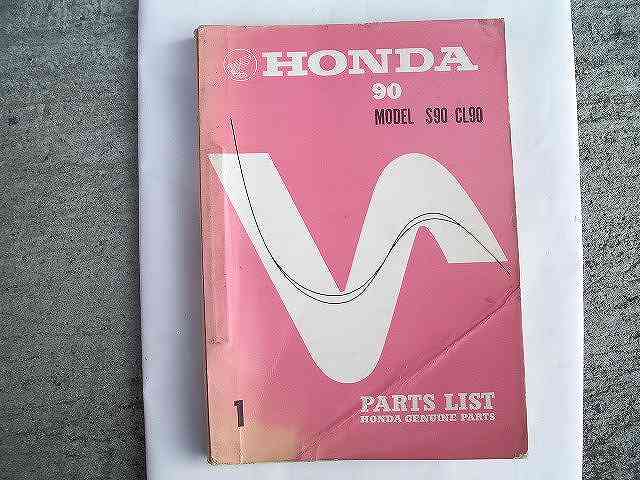 HONDA
90
MODEL S90 CL90
PARTS LIST
HONDA GENUINE PARTS
1